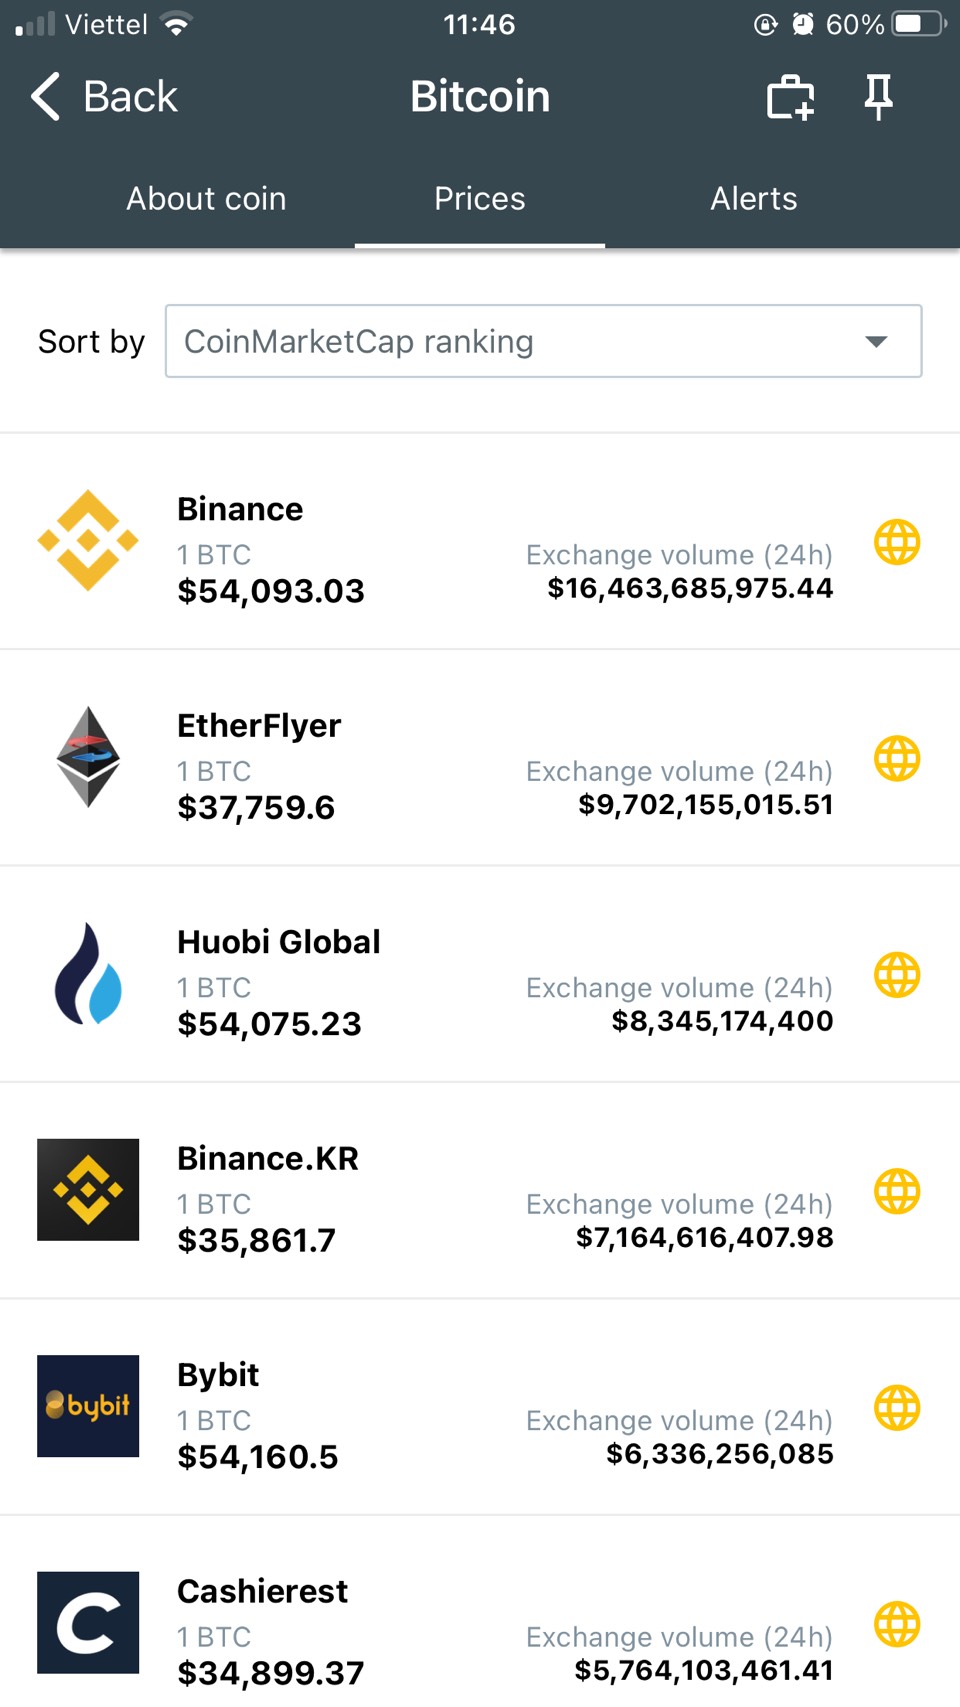 Viettel 11:46 60%
Back Bitcoin
About coin Prices Alerts
Sort by CoinMarketCap ranking
Binance
1 BTC Exchange volume (24h)
$54,093.03 $16,463,685,975.44
EtherFlyer
1 BTC Exchange volume (24h)
$37,759.6 $9,702,155,015.51
Huobi Global
1 BTC Exchange volume (24h)
$54,075.23 $8,345,174,400
Binance.KR
1 BTC Exchange volume (24h)
$35,861.7 $7,164,616,407.98
bybit
Bybit
1 BTC Exchange volume (24h)
$54,160.5 $6,336,256,085
C
Cashierest
1 BTC Exchange volume (24h)
$34,899.37 $5,764,103,461.41